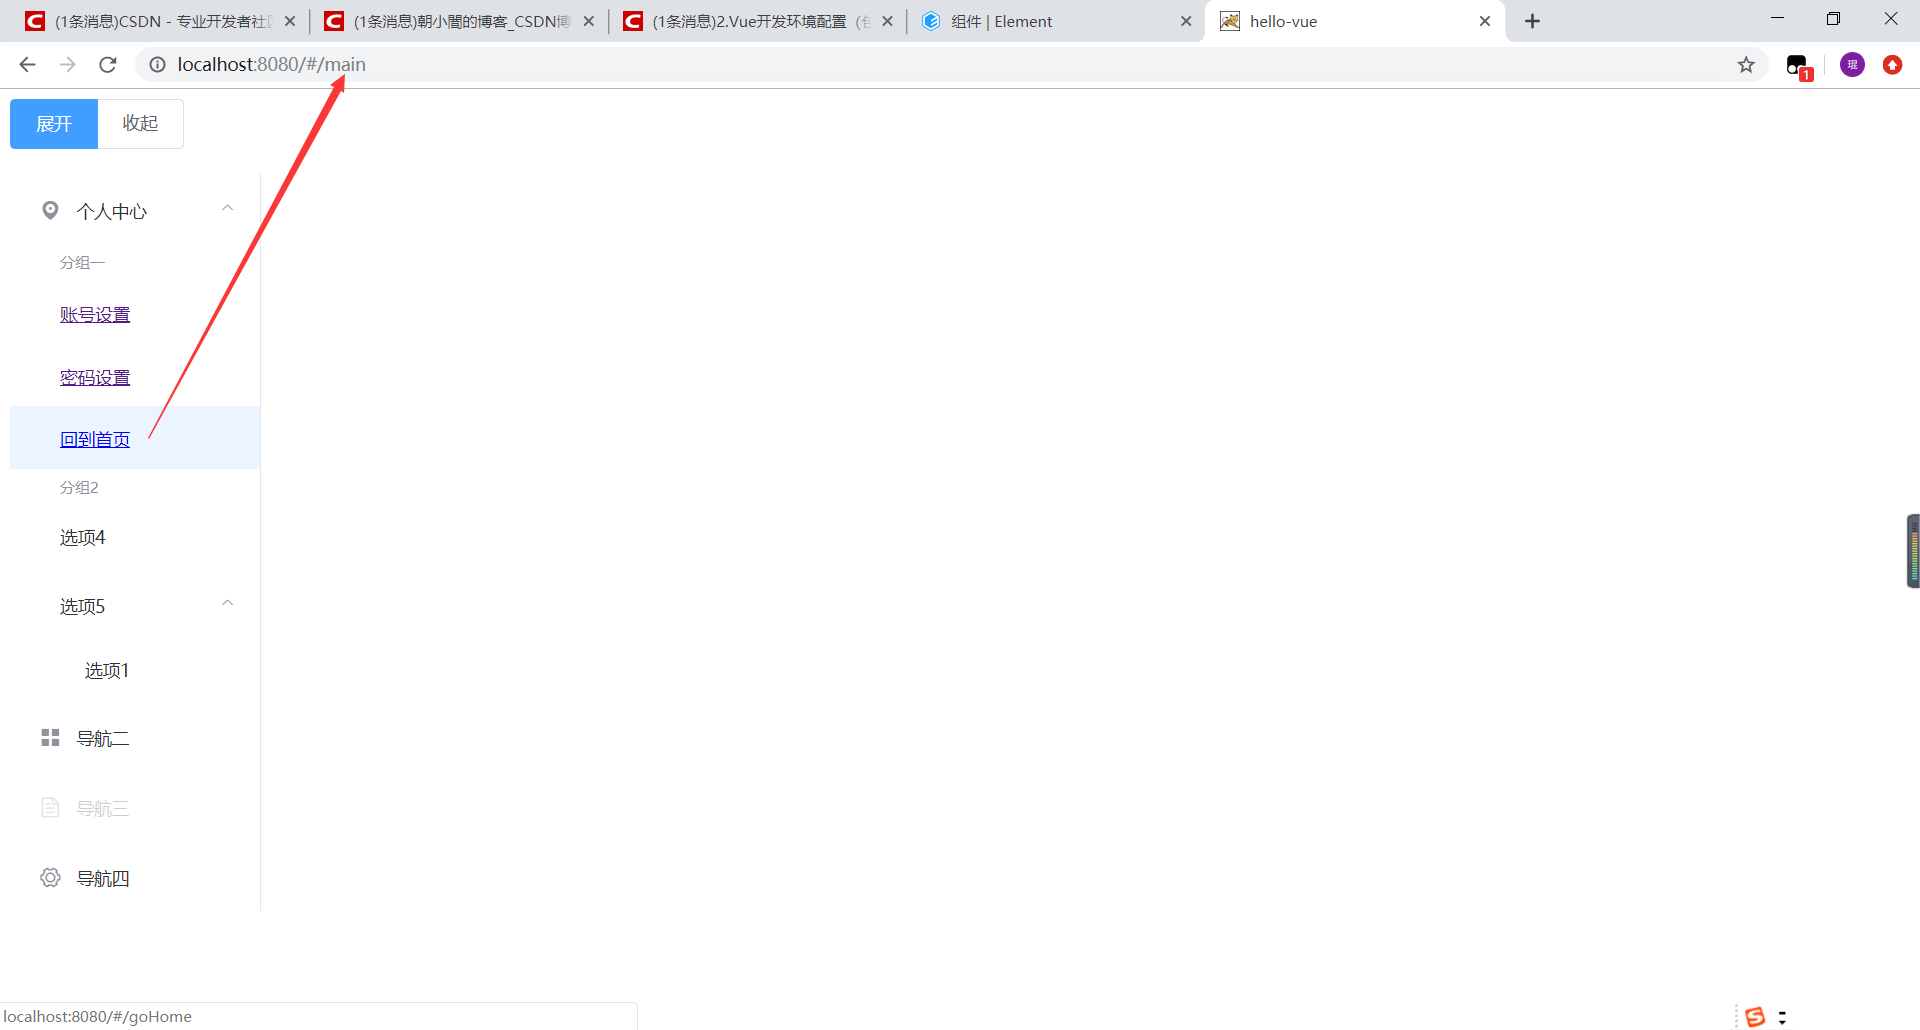 (1条消息)CSDN - 专业开发者社区
(1条消息)朝小闇的博客_CSDN博
(1条消息)2.Vue开发环境配置（包
组件 | Element
hello-vue
localhost:8080/#/main
1
琨
展开
收起
个人中心
分组一
账号设置
密码设置
回到首页
分组2
选项4
选项5
选项1
导航二
导航三
导航四
localhost:8080/#/goHome